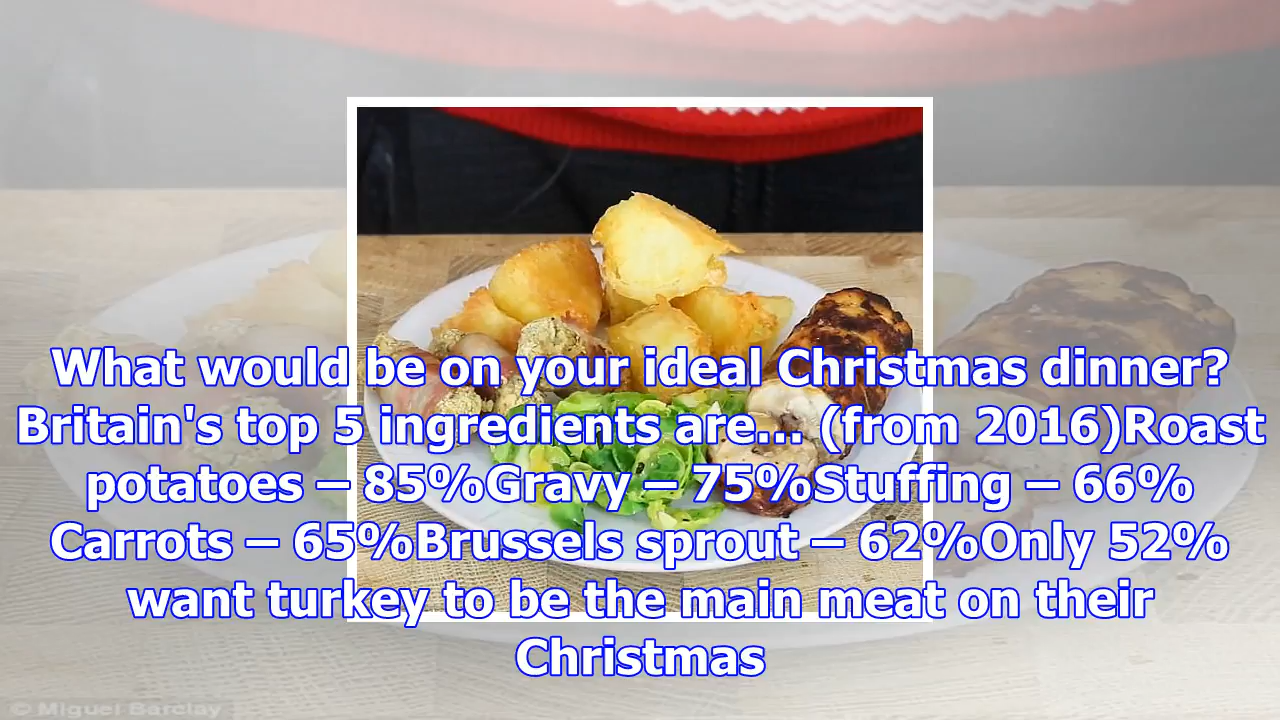 What would be on your ideal Christmas dinner?
Britain's top 5 ingredients are... (from 2016)Roast
potatoes – 85%Gravy – 75%Stuffing – 66%
Carrots – 65%Brussels sprout – 62%Only 52%
want turkey to be the main meat on their
Christmas
© Miguel Barclay